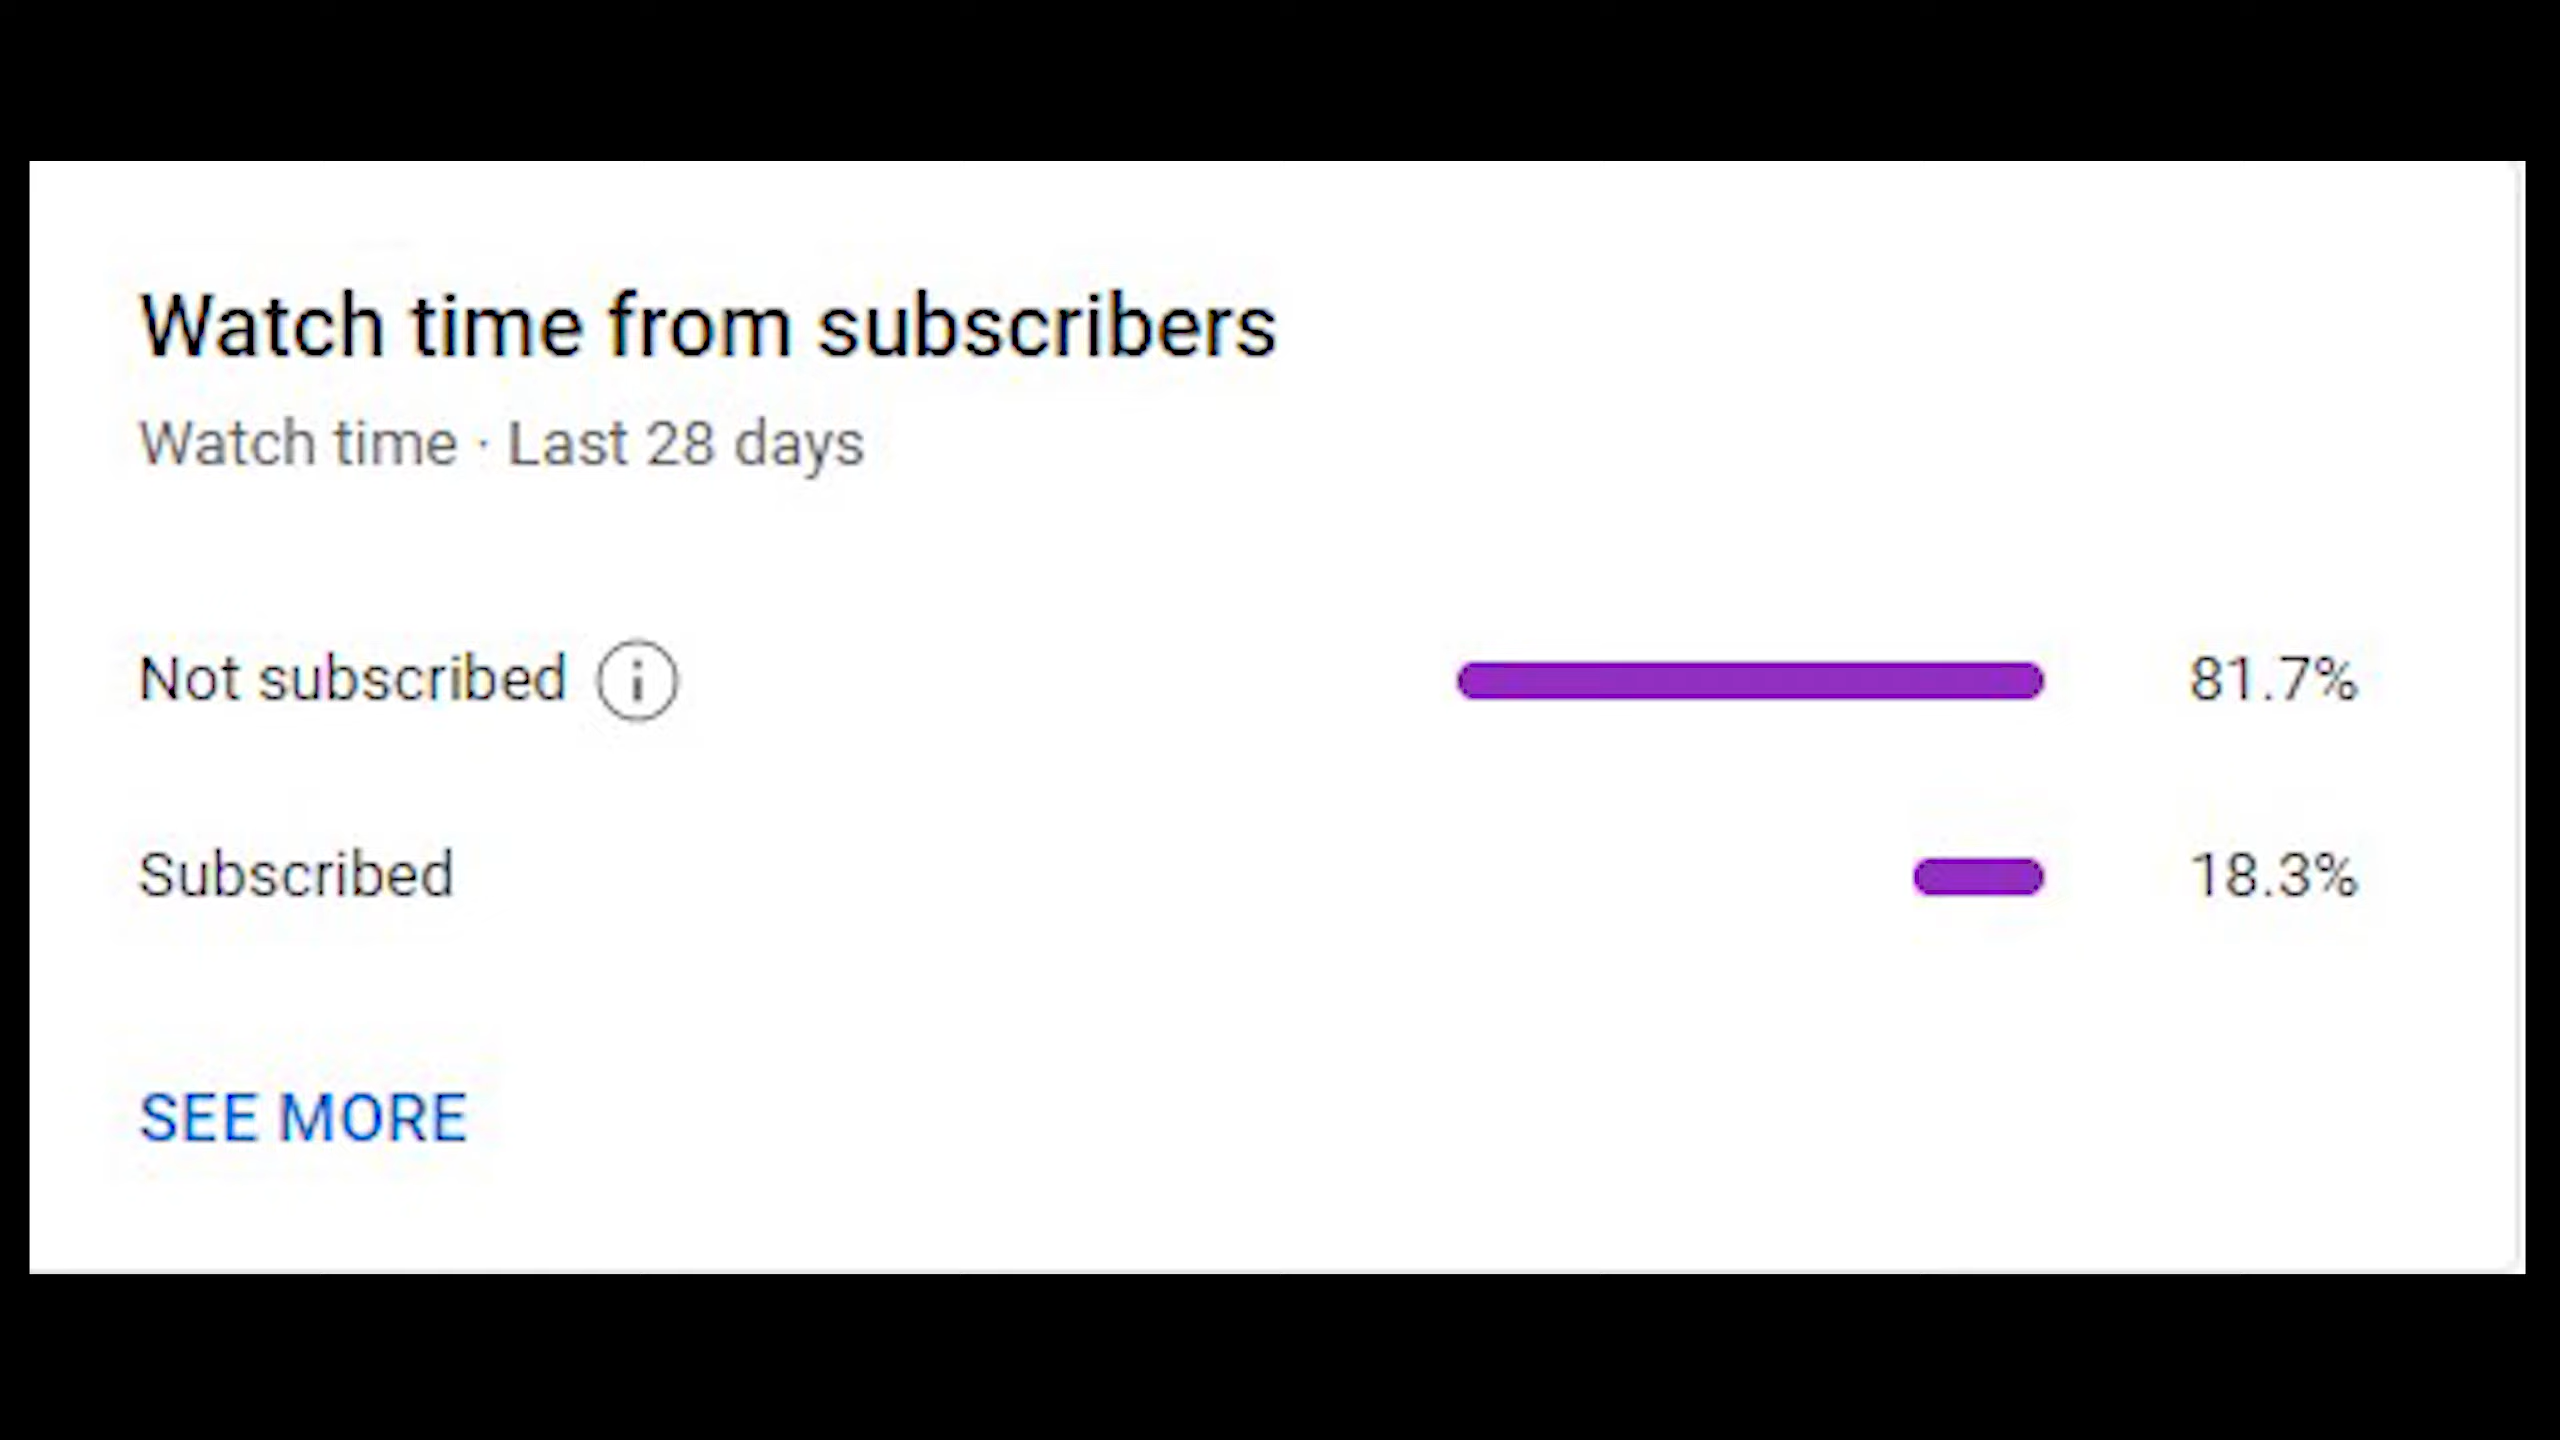 Watch time from subscribers
Watch time · Last 28 days
Not subscribed 81.7%
Subscribed 18.3%
SEE MORE